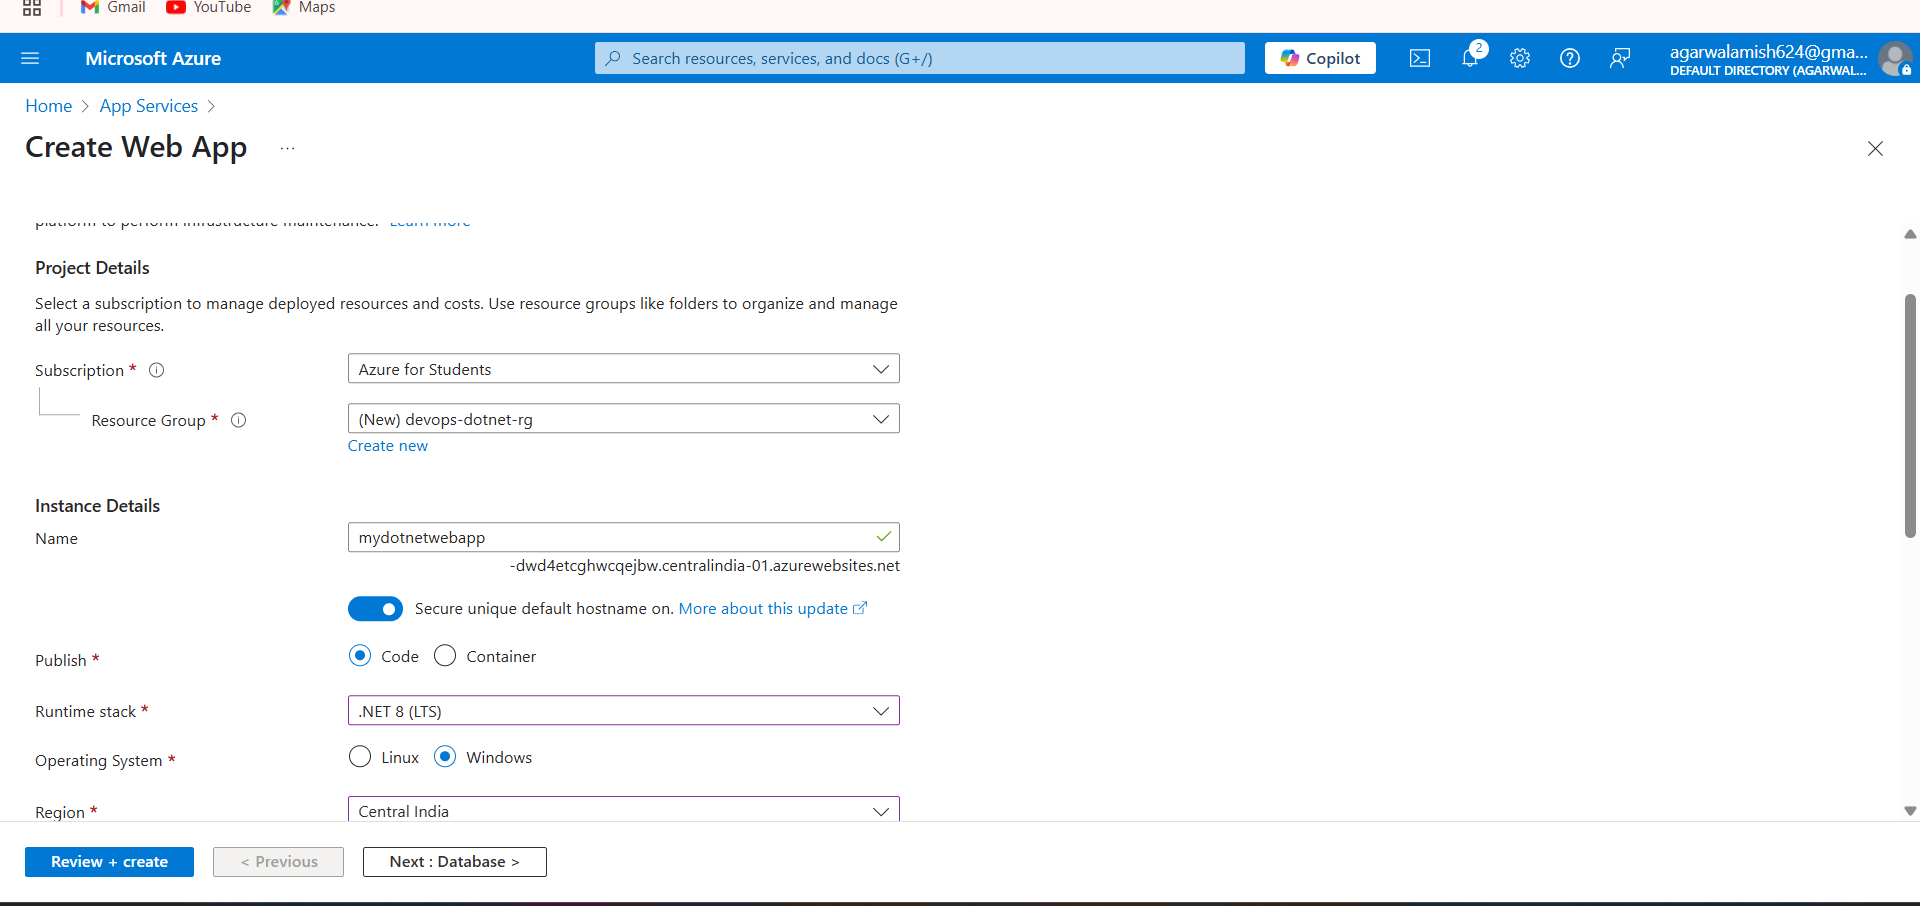 Gmail YouTube Maps
Microsoft Azure
Search resources, services, and docs (G+/)
Copilot
2
agarwalamish624@gma...
DEFAULT DIRECTORY (AGARWAL...
Home > App Services >
Create Web App ...
platform to perform infrastructure maintenance. Learn more
Project Details
Select a subscription to manage deployed resources and costs. Use resource groups like folders to organize and manage
all your resources.
Subscription * Azure for Students
Resource Group * (New) devops-dotnet-rg
Create new
Instance Details
Name mydotnetwebapp
-dwd4etcghwcqejbw.centralindia-01.azurewebsites.net
Secure unique default hostname on. More about this update
Publish * Code Container
Runtime stack * .NET 8 (LTS)
Operating System * Linux Windows
Region * Central India
Review + create < Previous Next : Database >